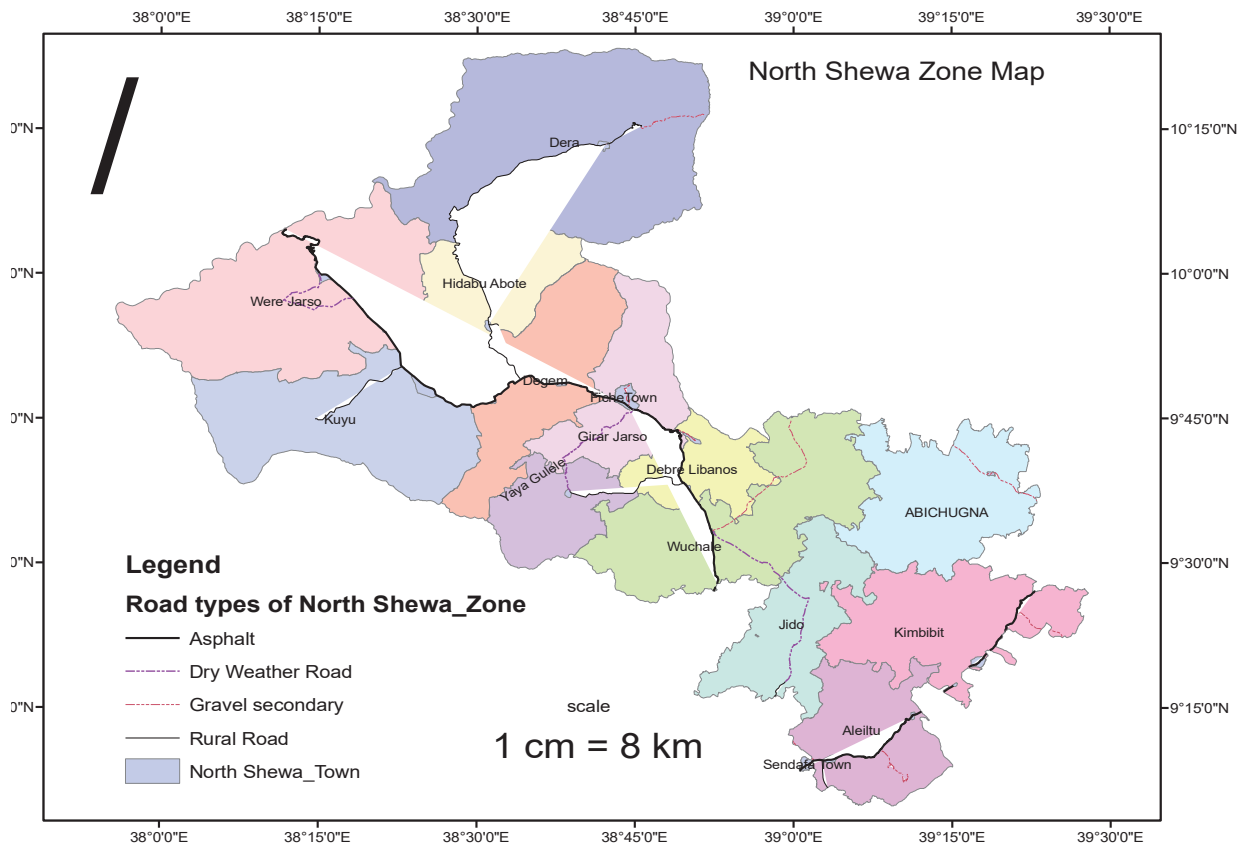 38°0'0"E 38°15'0"E 38°30'0"E 38°45'0"E 39°0'0"E 39°15'0"E 39°30'0"E
North Shewa Zone Map
0"N 10°15'0"N
Dera
0"N 10°0'0"N
Hidabu Abote
Were Jarso
Degem
FicheTown
0"N 9°45'0"N
Kuyu
Girar Jarso
Debre Libanos
Yaya Gulele
ABICHUGNA
Wuchale
0"N 9°30'0"N
Jido
Kimbibit
0"N 9°15'0"N
Aleiltu
Sendafa Town
Legend
Road types of North Shewa_Zone
Asphalt
Dry Weather Road
Gravel secondary
Rural Road
North Shewa_Town
scale
1 cm = 8 km
38°0'0"E 38°15'0"E 38°30'0"E 38°45'0"E 39°0'0"E 39°15'0"E 39°30'0"E